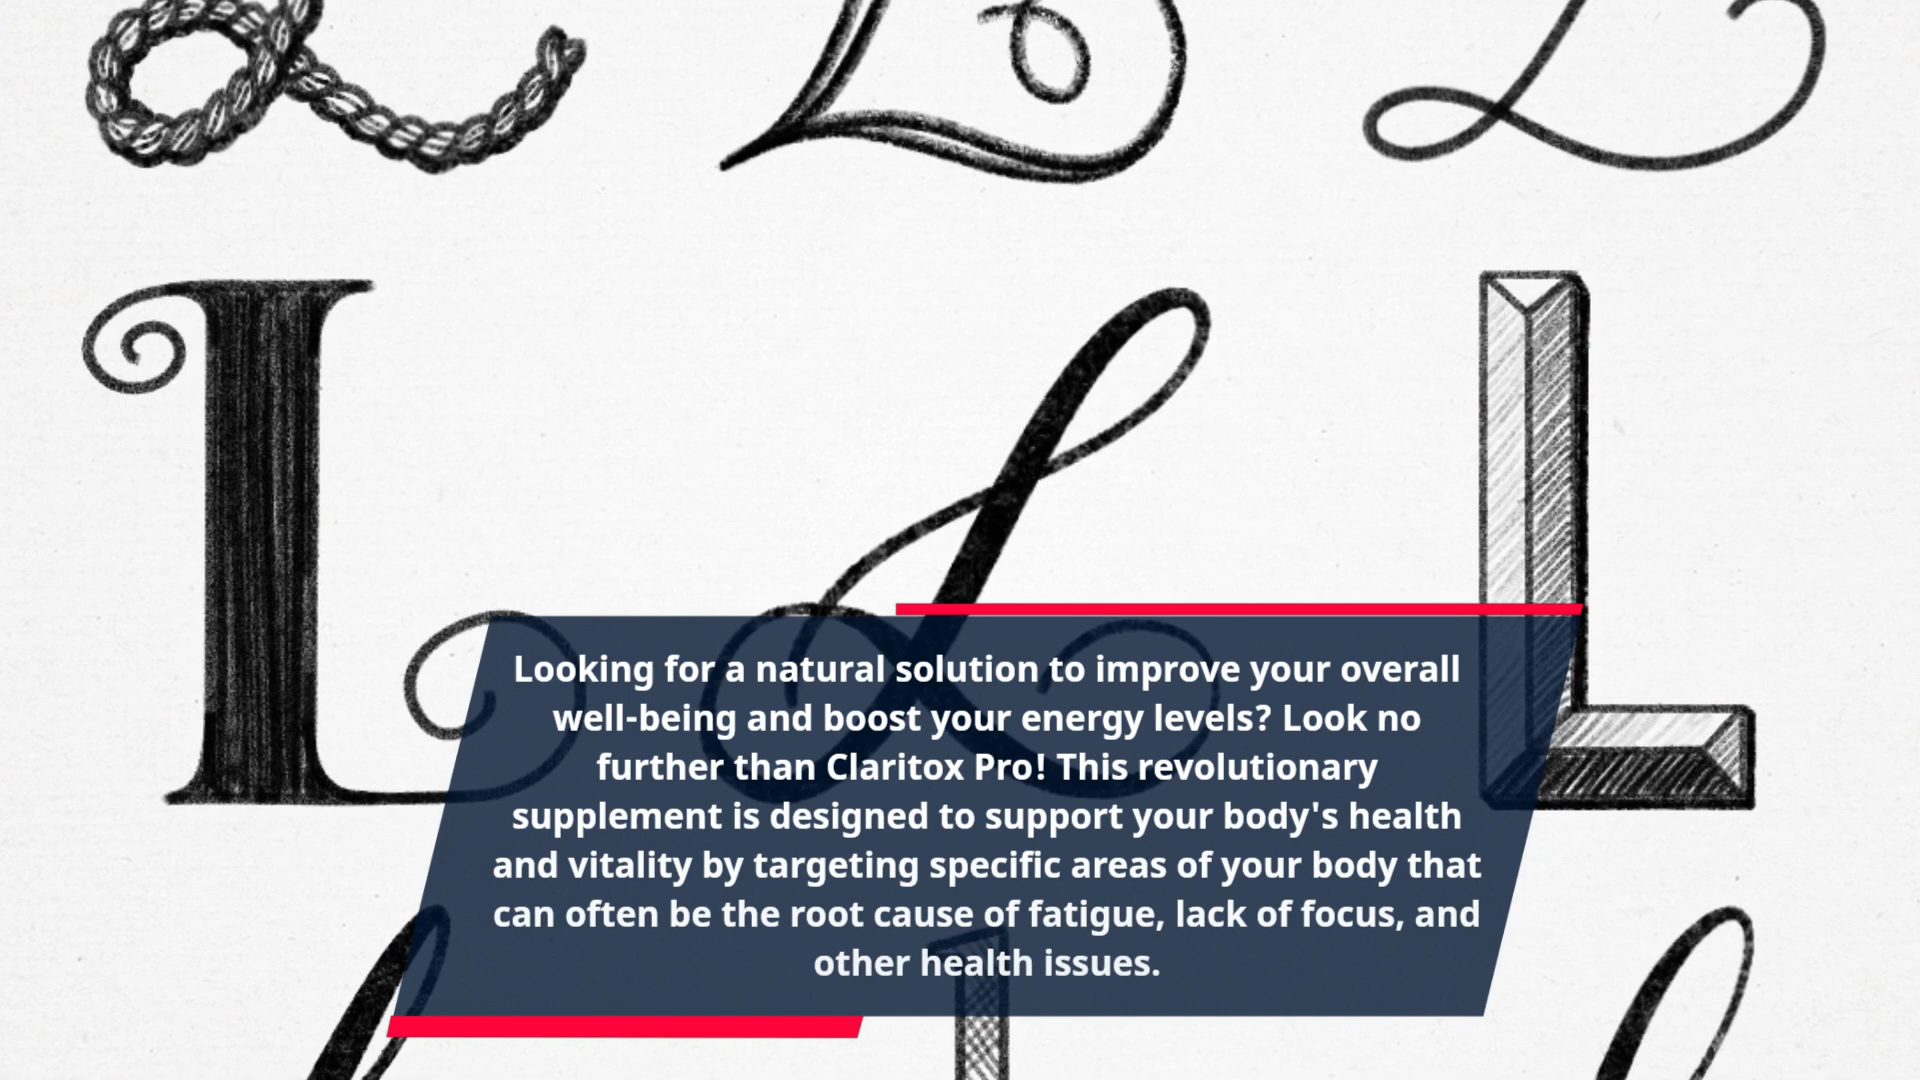 L L L
L L L
Looking for a natural solution to improve your overall
well-being and boost your energy levels? Look no
further than Claritox Pro! This revolutionary
supplement is designed to support your body's health
and vitality by targeting specific areas of your body that
can often be the root cause of fatigue, lack of focus, and
other health issues.